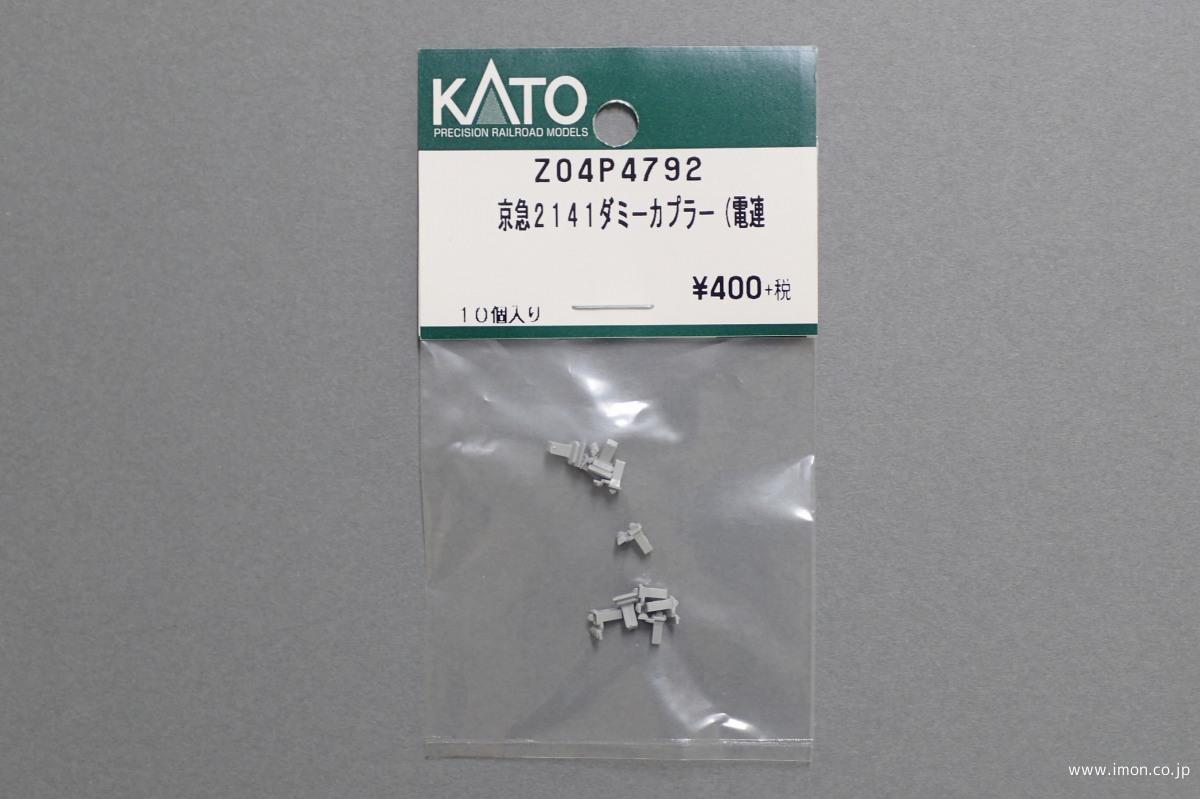 KATO
PRECISION RAILROAD MODELS
Z04P4792
京急2141ダミーカプラー（電連
¥400+税
10個入り
www.imon.co.jp